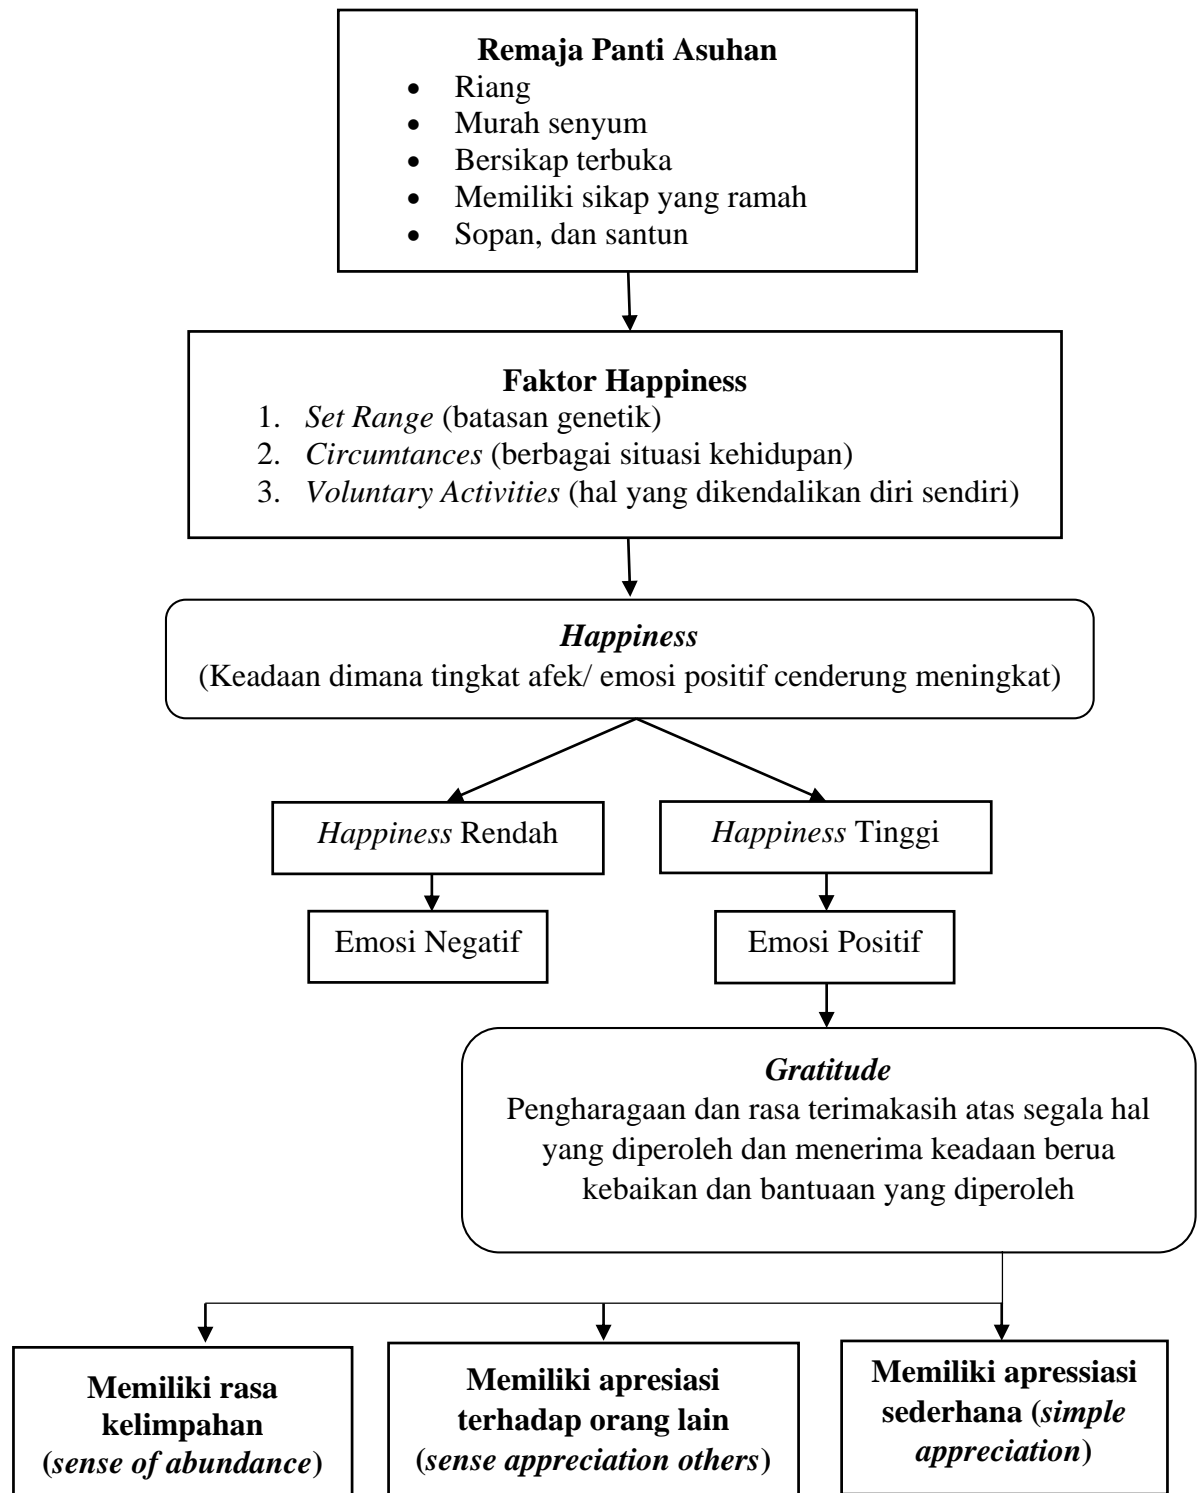 Remaja Panti Asuhan
• Riang
• Murah senyum
• Bersikap terbuka
• Memiliki sikap yang ramah
• Sopan, dan santun
Faktor Happiness
1. Set Range (batasan genetik)
2. Circumtances (berbagai situasi kehidupan)
3. Voluntary Activities (hal yang dikendalikan diri sendiri)
Happiness
(Keadaan dimana tingkat afek/ emosi positif cenderung meningkat)
Happiness Rendah
Happiness Tinggi
Emosi Negatif
Emosi Positif
Gratitude
Pengharagaan dan rasa terimakasih atas segala hal
yang diperoleh dan menerima keadaan berua
kebaikan dan bantuaan yang diperoleh
Memiliki rasa
kelimpahan
(sense of abundance)
Memiliki apresiasi
terhadap orang lain
(sense appreciation others)
Memiliki apressiasi
sederhana (simple
appreciation)